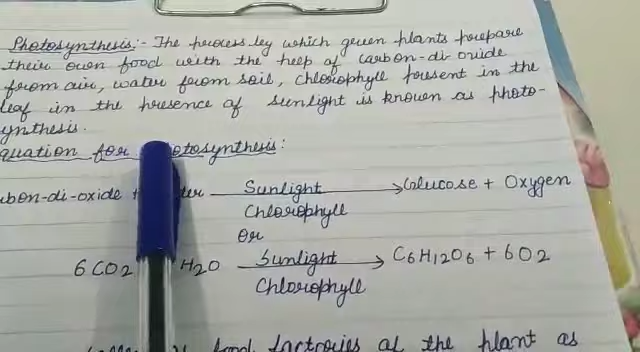 Photosynthesis:- The process by which green plants prepare
their own food with the help of carbon-di oxide
from air, water from soil, chlorophyll present in the
leaf in the presence of sunlight is known as photo-
ynthesis.
quation for otosynthesis:
bon-di-oxide + ter Sunlight → Glucose + Oxygen
Chlorophyll
or
6CO2 H2O Sunlight → C6H12O6 + 6O2
Chlorophyll
food factories of the plant as